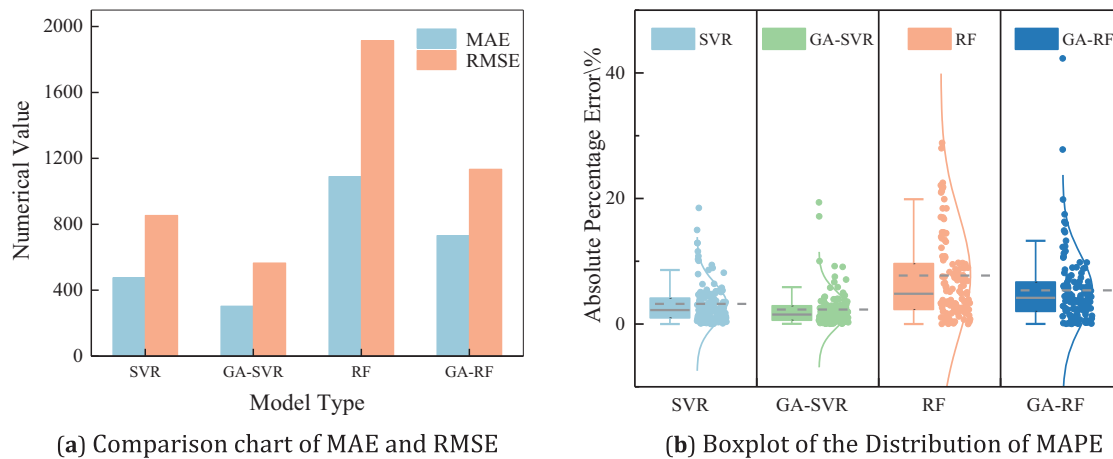 2000
1600
1200
800
400
0
Numerical Value
MAE
RMSE
SVR GA-SVR RF GA-RF
Model Type
(a) Comparison chart of MAE and RMSE
40
20
0
Absolute Percentage Error\%
SVR GA-SVR RF GA-RF
SVR GA-SVR RF GA-RF
(b) Boxplot of the Distribution of MAPE